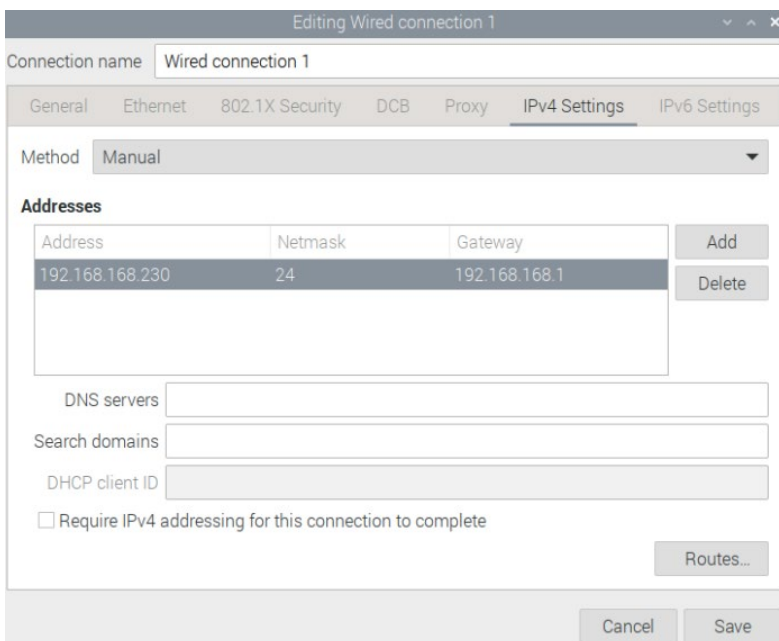 Editing Wired connection 1
Connection name Wired connection 1
General Ethernet 802.1X Security DCB Proxy IPv4 Settings IPv6 Settings
Method Manual
Addresses
Address Netmask Gateway Add
192.168.168.230 24 192.168.168.1
Delete
DNS servers
Search domains
DHCP client ID
Require IPv4 addressing for this connection to complete
Routes...
Cancel Save